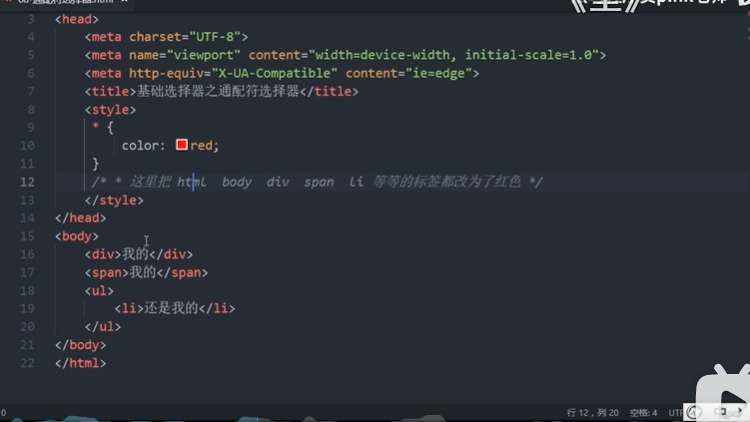 3 <head>
4 <meta charset="UTF-8">
5 <meta name="viewport" content="width=device-width, initial-scale=1.0">
6 <meta http-equiv="X-UA-Compatible" content="ie=edge">
7 <title>基础选择器之通配符选择器</title>
8 <style>
9 * {
10 color: red;
11 }
12 /* * 这里把 html body div span li 等等的标签都改为了红色 */
13 </style>
14 </head>
15 <body>
16 <div>我的</div>
17 <span>我的</span>
18 <ul>
19 <li>还是我的</li>
20 </ul>
21 </body>
22 </html>
0 行 12，列 20 空格: 4 UTF